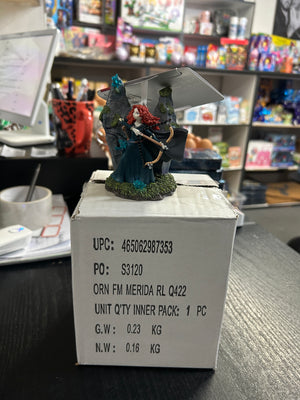 UPC: 465062987353
PO: S3120
ORN FM MERIDA RL Q422
UNIT Q'TY INNER PACK: 1 PC
G.W: 0.23 KG
N.W: 0.16 KG